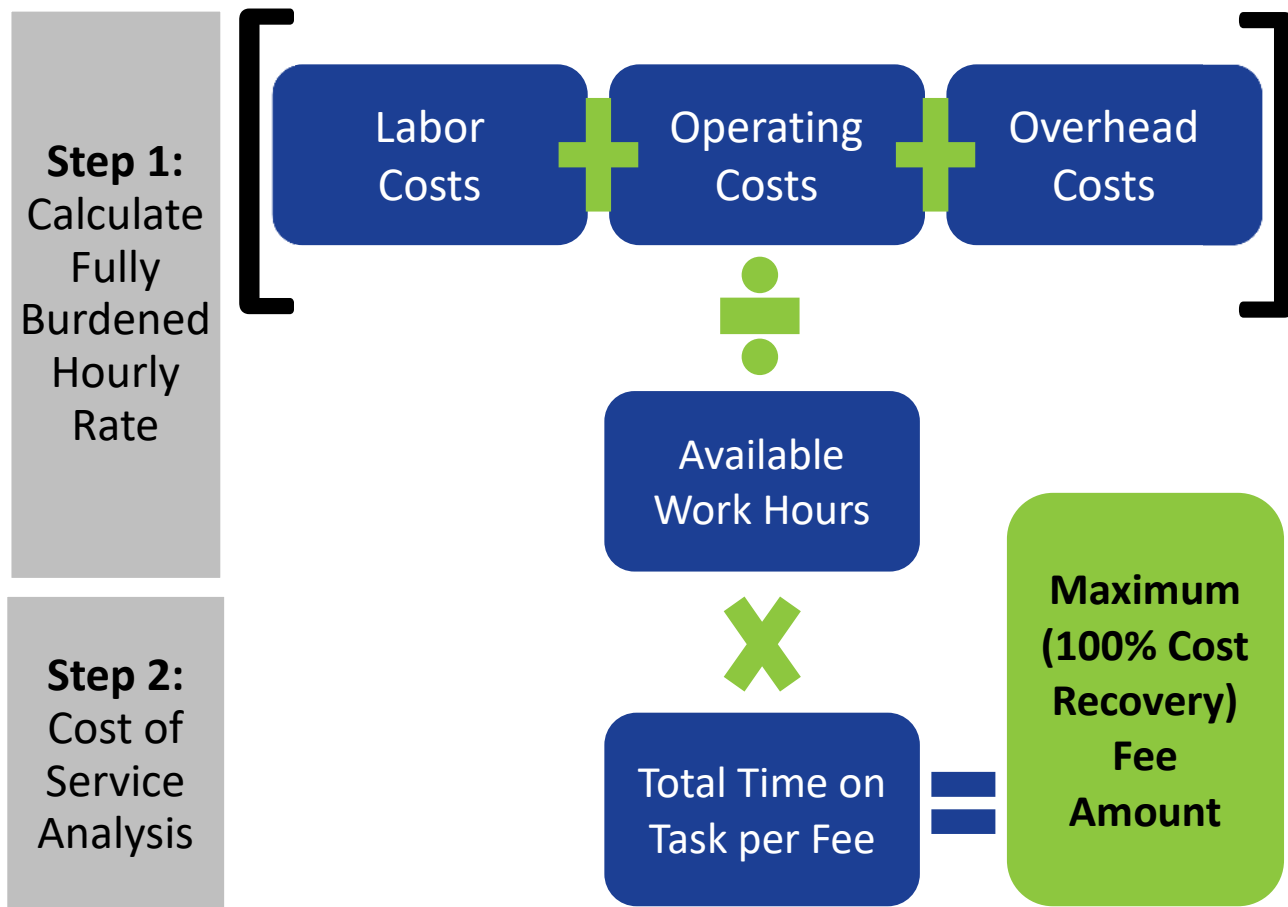 Step 1:
Calculate
Fully
Burdened
Hourly
Rate
Labor
Costs
Operating
Costs
Overhead
Costs
Available
Work Hours
Step 2:
Cost of
Service
Analysis
Total Time on
Task per Fee
Maximum
(100% Cost
Recovery)
Fee
Amount